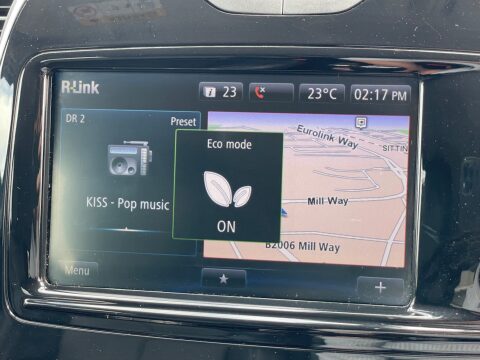 R-Link
i 23
23°C
02:17 PM
DR 2
Preset
KISS - Pop music
Eco mode
ON
Eurolink Way
SITTIN
Mill Way
B2006 Mill Way
Menu